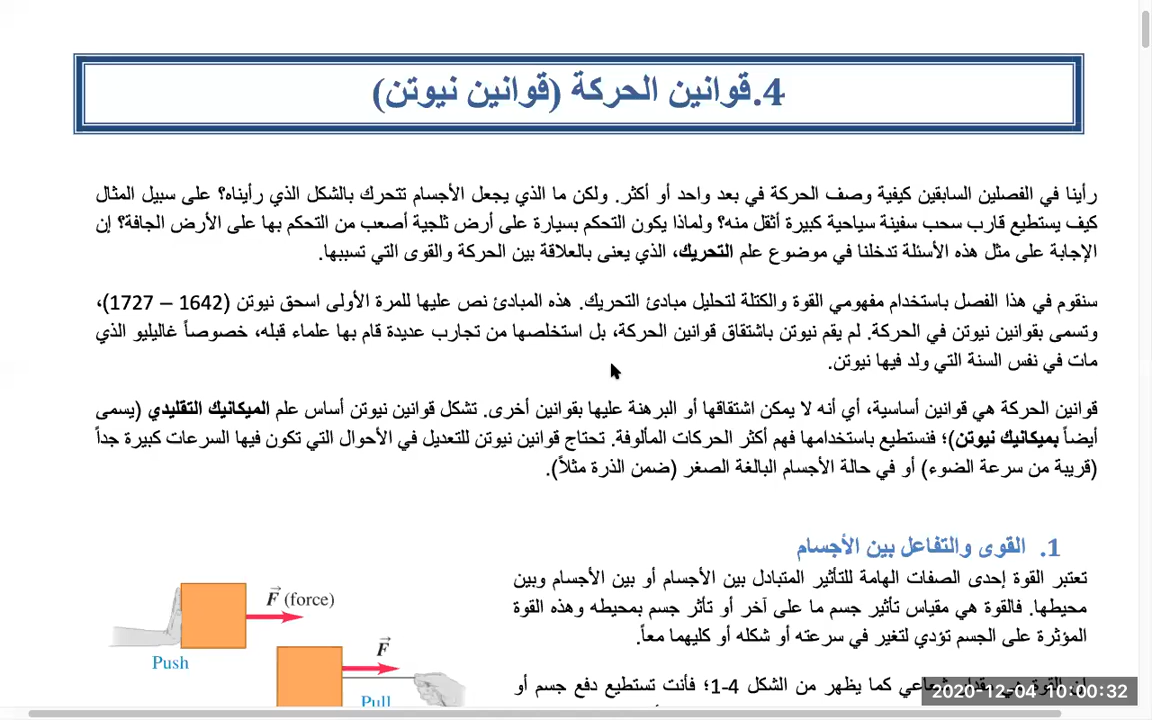 4.قوانين الحركة (قوانين نيوتن)
رأينا في الفصلين السابقين كيفية وصف الحركة في بعد واحد أو أكثر. ولكن ما الذي يجعل الأجسام تتحرك بالشكل الذي رأيناه؟ على سبيل المثال
كيف يستطيع قارب سحب سفينة سياحية كبيرة أثقل منه؟ ولماذا يكون التحكم بسيارة على أرض ثلجية أصعب من التحكم بها على الأرض الجافة؟ إن
الإجابة على مثل هذه الأسئلة تدخلنا في موضوع علم التحريك، الذي يعنى بالعلاقة بين الحركة والقوى التي تسببها.
سنقوم في هذا الفصل باستخدام مفهومي القوة والكتلة لتحليل مبادئ التحريك. هذه المبادئ نص عليها للمرة الأولى اسحق نيوتن (1642 – 1727)،
وتسمى بقوانين نيوتن في الحركة. لم يقم نيوتن باشتقاق قوانين الحركة، بل استخلصها من تجارب عديدة قام بها علماء قبله، خصوصاً غاليليو الذي
مات في نفس السنة التي ولد فيها نيوتن.
قوانين الحركة هي قوانين أساسية، أي أنه لا يمكن اشتقاقها أو البرهنة عليها بقوانين أخرى. تشكل قوانين نيوتن أساس علم الميكانيك التقليدي (يسمى
أيضاً بميكانيك نيوتن)؛ فنستطيع باستخدامها فهم أكثر الحركات المألوفة. تحتاج قوانين نيوتن للتعديل في الأحوال التي تكون فيها السرعات كبيرة جداً
(قريبة من سرعة الضوء) أو في حالة الأجسام البالغة الصغر (ضمن الذرة مثلاً).
1. القوى والتفاعل بين الأجسام
تعتبر القوة إحدى الصفات الهامة للتأثير المتبادل بين الأجسام أو بين الأجسام وبين
محيطها. فالقوة هي مقياس تأثير جسم ما على آخر أو تأثر جسم بمحيطه وهذه القوة
المؤثرة على الجسم تؤدي لتغير في سرعته أو شكله أو كليهما معاً.
F (force)
Push
F
Pull
كما يظهر من الشكل 4-1؛ فأنت تستطيع دفع جسم أو
2020-12-04 10:00:32